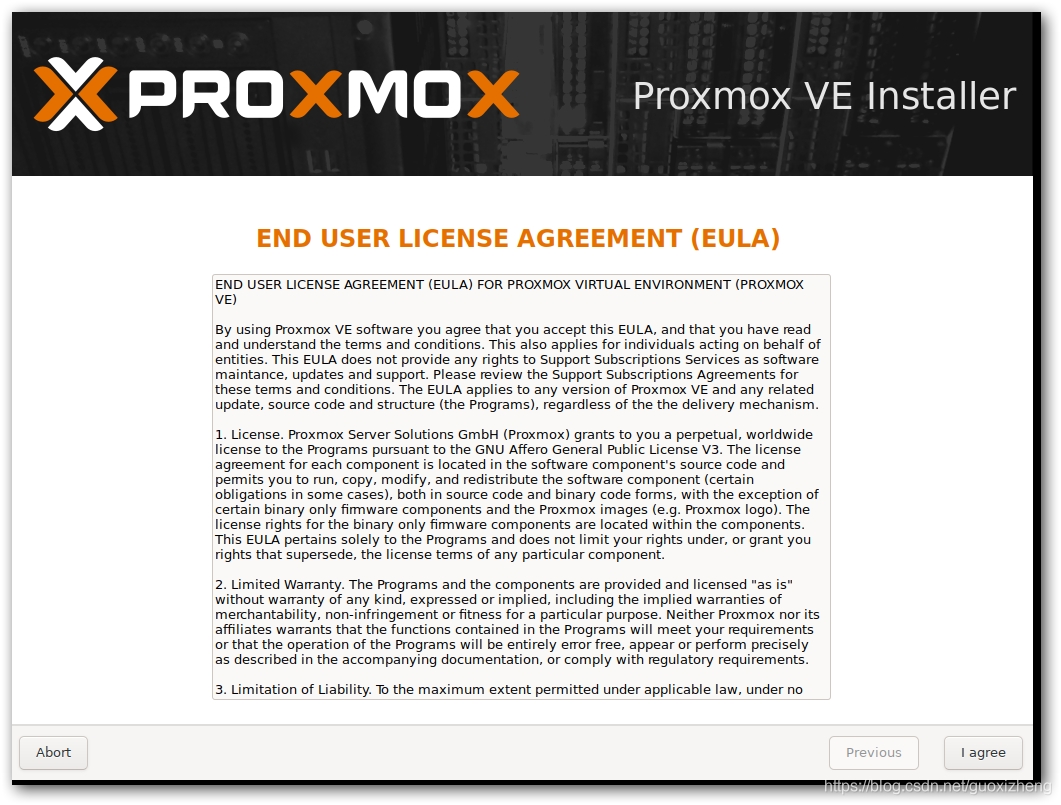 PROXMOX
Proxmox VE Installer
END USER LICENSE AGREEMENT (EULA)
END USER LICENSE AGREEMENT (EULA) FOR PROXMOX VIRTUAL ENVIRONMENT (PROXMOX
VE)
By using Proxmox VE software you agree that you accept this EULA, and that you have read
and understand the terms and conditions. This also applies for individuals acting on behalf of
entities. This EULA does not provide any rights to Support Subscriptions Services as software
maintance, updates and support. Please review the Support Subscriptions Agreements for
these terms and conditions. The EULA applies to any version of Proxmox VE and any related
update, source code and structure (the Programs), regardless of the the delivery mechanism.
1. License. Proxmox Server Solutions GmbH (Proxmox) grants to you a perpetual, worldwide
license to the Programs pursuant to the GNU Affero General Public License V3. The license
agreement for each component is located in the software component's source code and
permits you to run, copy, modify, and redistribute the software component (certain
obligations in some cases), both in source code and binary code forms, with the exception of
certain binary only firmware components and the Proxmox images (e.g. Proxmox logo). The
license rights for the binary only firmware components are located within the components.
This EULA pertains solely to the Programs and does not limit your rights under, or grant you
rights that supersede, the license terms of any particular component.
2. Limited Warranty. The Programs and the components are provided and licensed "as is"
without warranty of any kind, expressed or implied, including the implied warranties of
merchantability, non-infringement or fitness for a particular purpose. Neither Proxmox nor its
affiliates warrants that the functions contained in the Programs will meet your requirements
or that the operation of the Programs will be entirely error free, appear or perform precisely
as described in the accompanying documentation, or comply with regulatory requirements.
3. Limitation of Liability. To the maximum extent permitted under applicable law, under no
Abort
Previous
I agree
https://blog.csdn.net/guoxizheng